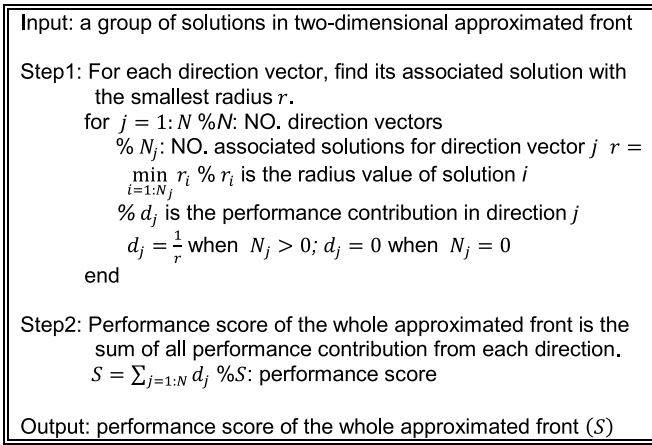 Input: a group of solutions in two-dimensional approximated front
Step1: For each direction vector, find its associated solution with
the smallest radius r.
for j = 1: N %N: NO. direction vectors
% N_j: NO. associated solutions for direction vector j r =
min_{i=1:N_j} r_i % r_i is the radius value of solution i
% d_j is the performance contribution in direction j
d_j = 1/r when N_j > 0; d_j = 0 when N_j = 0
end
Step2: Performance score of the whole approximated front is the
sum of all performance contribution from each direction.
S = ∑_{j=1:N} d_j %S: performance score
Output: performance score of the whole approximated front (S)